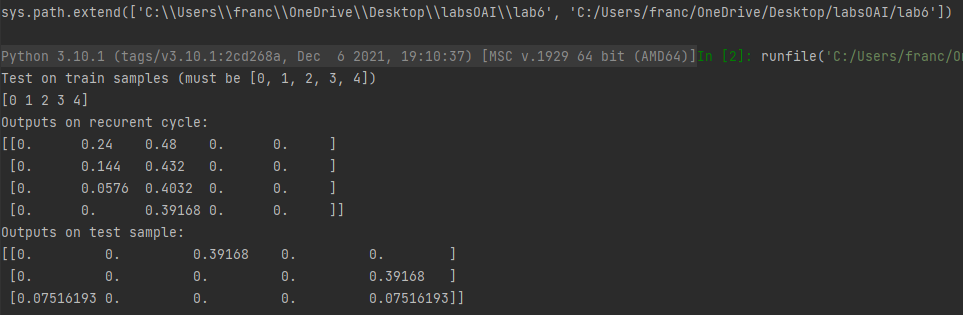 sys.path.extend(['C:\\Users\\franc\\OneDrive\\Desktop\\labsOAI\\lab6', 'C:/Users/franc/OneDrive/Desktop/labsOAI/lab6'])
Python 3.10.1 (tags/v3.10.1:2cd268a, Dec  6 2021, 19:10:37) [MSC v.1929 64 bit (AMD64)]In [2]: runfile('C:/Users/franc/On
Test on train samples (must be [0, 1, 2, 3, 4])
[0 1 2 3 4]
Outputs on recurent cycle:
[[0.      0.24    0.48    0.      0.     ]
 [0.      0.144   0.432   0.      0.     ]
 [0.      0.0576  0.4032  0.      0.     ]
 [0.      0.      0.39168 0.      0.     ]]
Outputs on test sample:
[[0.         0.         0.39168    0.         0.        ]
 [0.         0.         0.         0.         0.39168   ]
 [0.07516193 0.         0.         0.         0.07516193]]